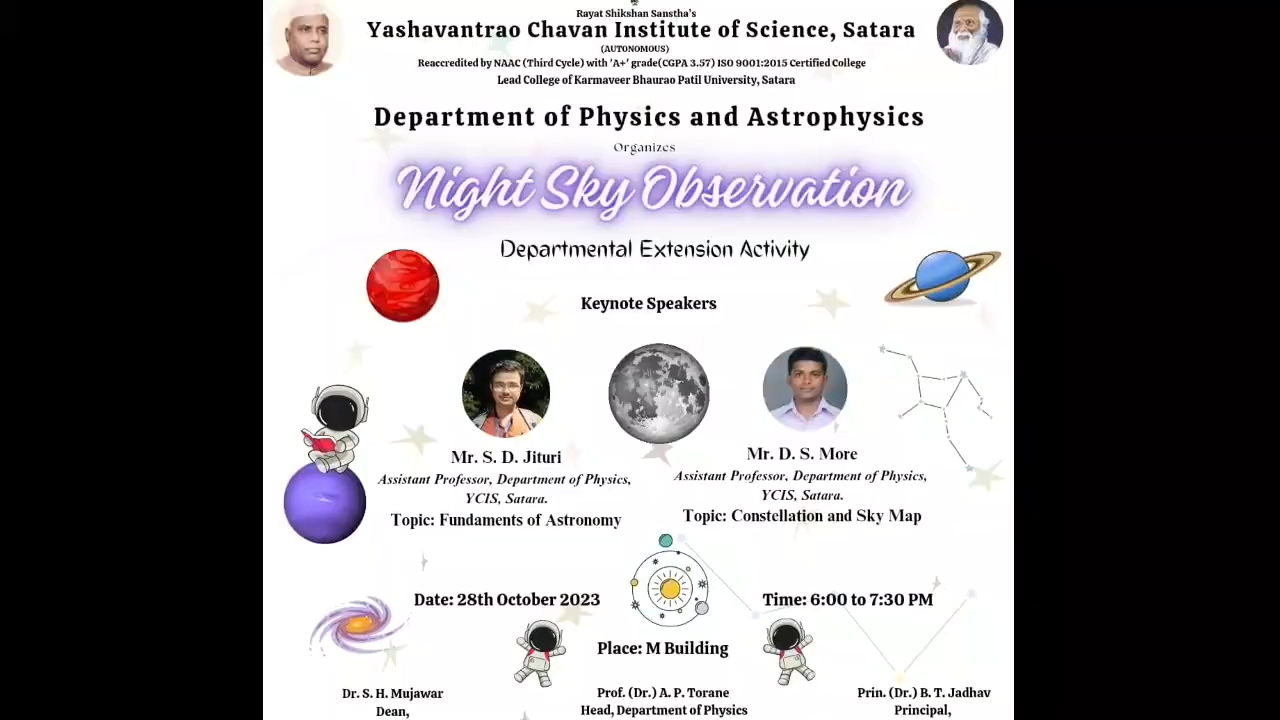 Rayat Shikshan Sanstha's
Yashavantrao Chavan Institute of Science, Satara
(AUTONOMOUS)
Reaccredited by NAAC (Third Cycle) with 'A+' grade(CGPA 3.57) ISO 9001:2015 Certified College
Lead College of Karmaveer Bhaurao Patil University, Satara
Department of Physics and Astrophysics
Organizes
Night Sky Observation
Departmental Extension Activity
Keynote Speakers
Mr. S. D. Jituri
Assistant Professor, Department of Physics,
YCIS, Satara.
Topic: Fundaments of Astronomy
Mr. D. S. More
Assistant Professor, Department of Physics,
YCIS, Satara.
Topic: Constellation and Sky Map
Date: 28th October 2023
Time: 6:00 to 7:30 PM
Place: M Building
Dr. S. H. Mujawar
Dean,
Prof. (Dr.) A. P. Torane
Head, Department of Physics
Prin. (Dr.) B. T. Jadhav
Principal,